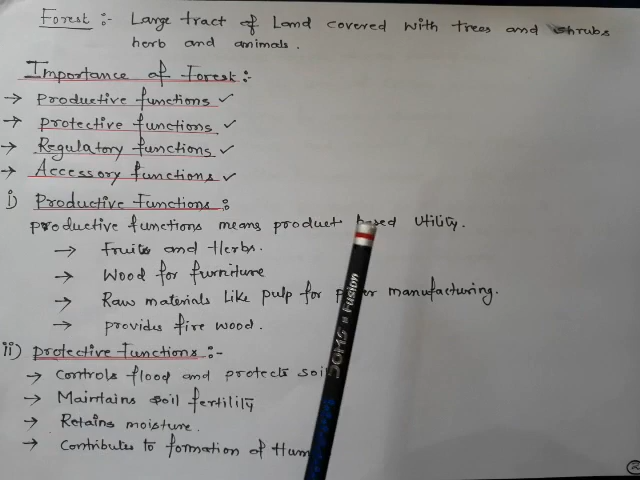 Forest :- Large tract of Land covered with trees and shrubs
herb and animals.
Importance of Forest:-
→ productive functions ✓
→ protective functions ✓
→ Regulatory functions ✓
→ Accessory functions ✓
i) Productive Functions :-
productive functions means product based utility.
→ Fruits and Herbs.
→ Wood for furniture
→ Raw materials Like pulp for manufacturing.
→ provides fire wood.
ii) Protective Functions :-
→ Controls flood and protects soil
→ Maintains soil fertility
→ Retains moisture.
→ Contributes to formation of
DOMS Fusion